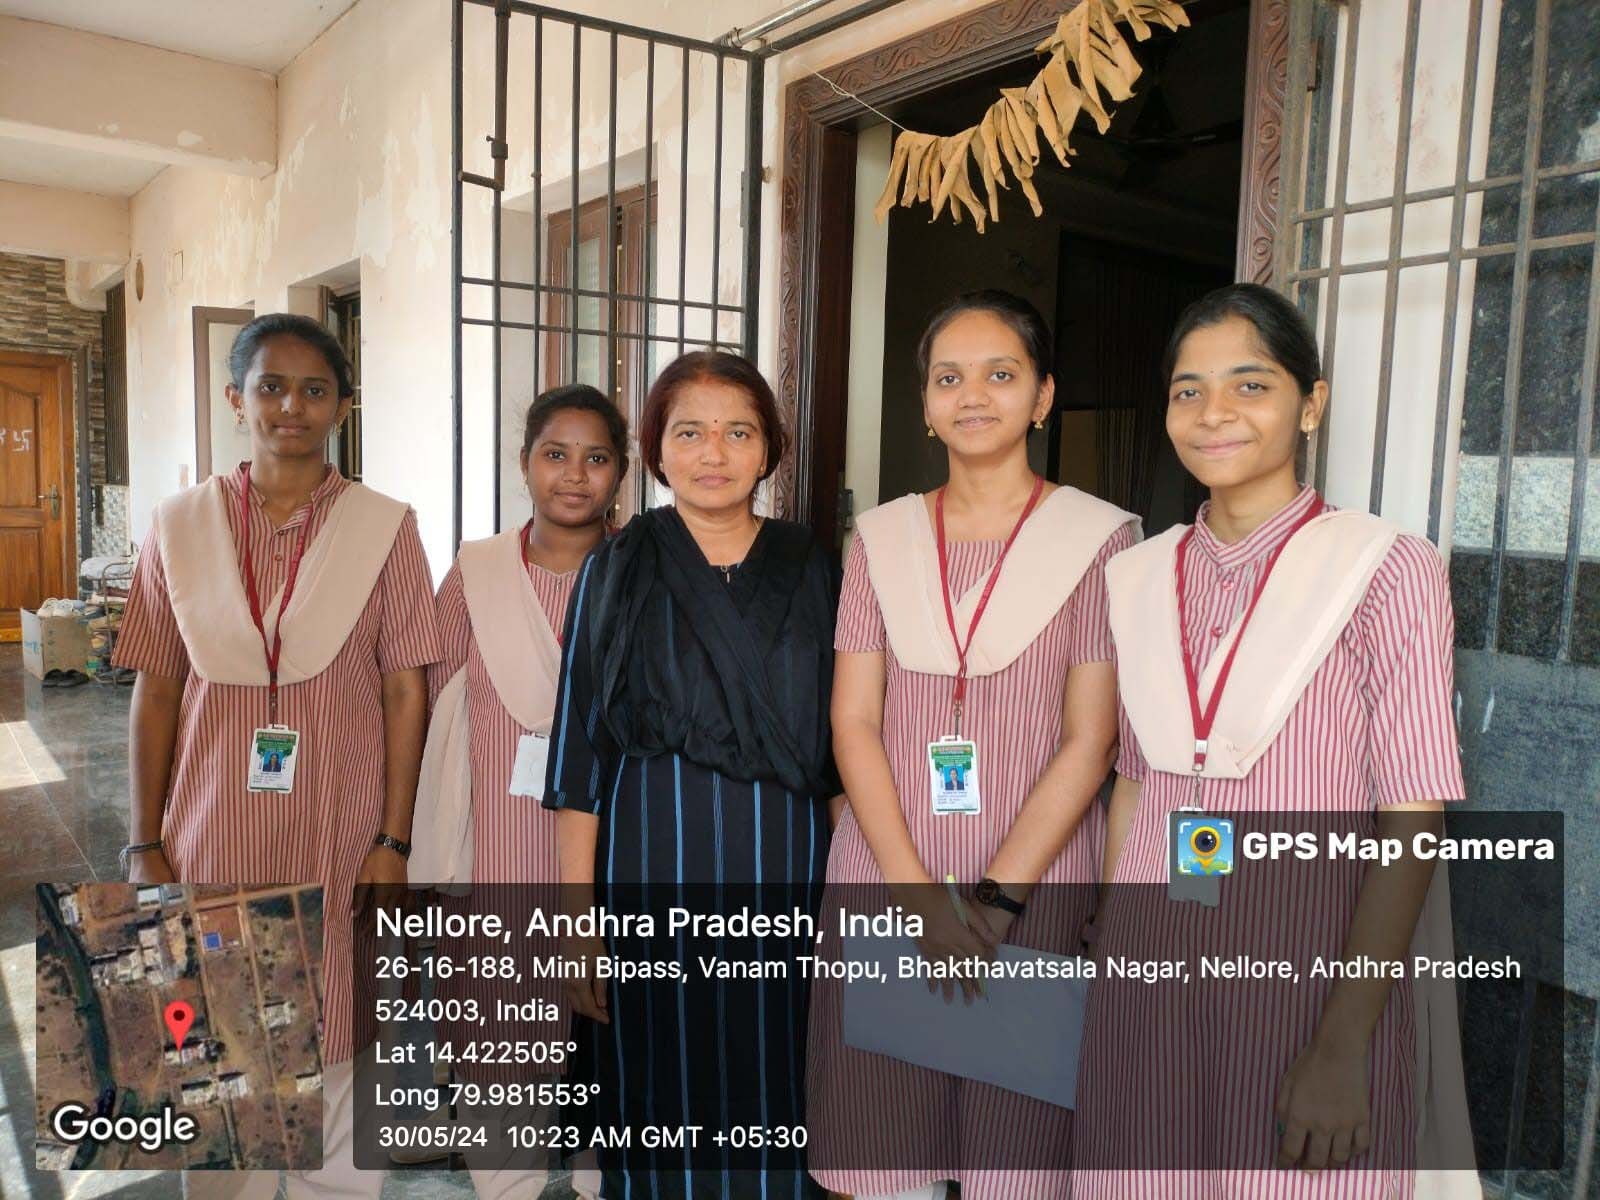 GPS Map Camera
Nellore, Andhra Pradesh, India
26-16-188, Mini Bipass, Vanam Thopu, Bhakthavatsala Nagar, Nellore, Andhra Pradesh
524003, India
Lat 14.422505°
Long 79.981553°
30/05/24 10:23 AM GMT +05:30
Google